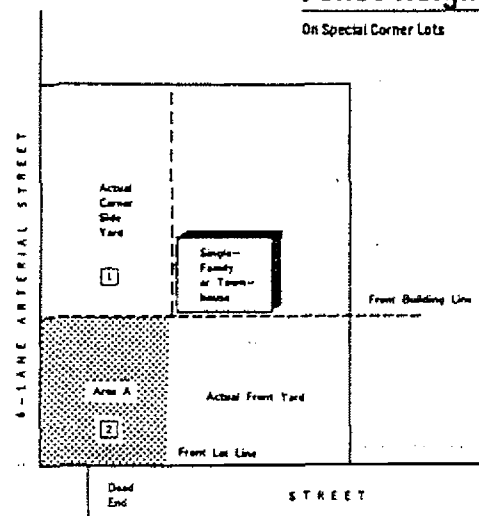 On Special Corner Lots
6-LANE ARTERIAL STREET
Actual
Corner
Side
Yard
1
Single-
Family
or Town-
house
Front Building Line
Area A
2
Actual Front Yard
Front Lot Line
Dead
End
STREET